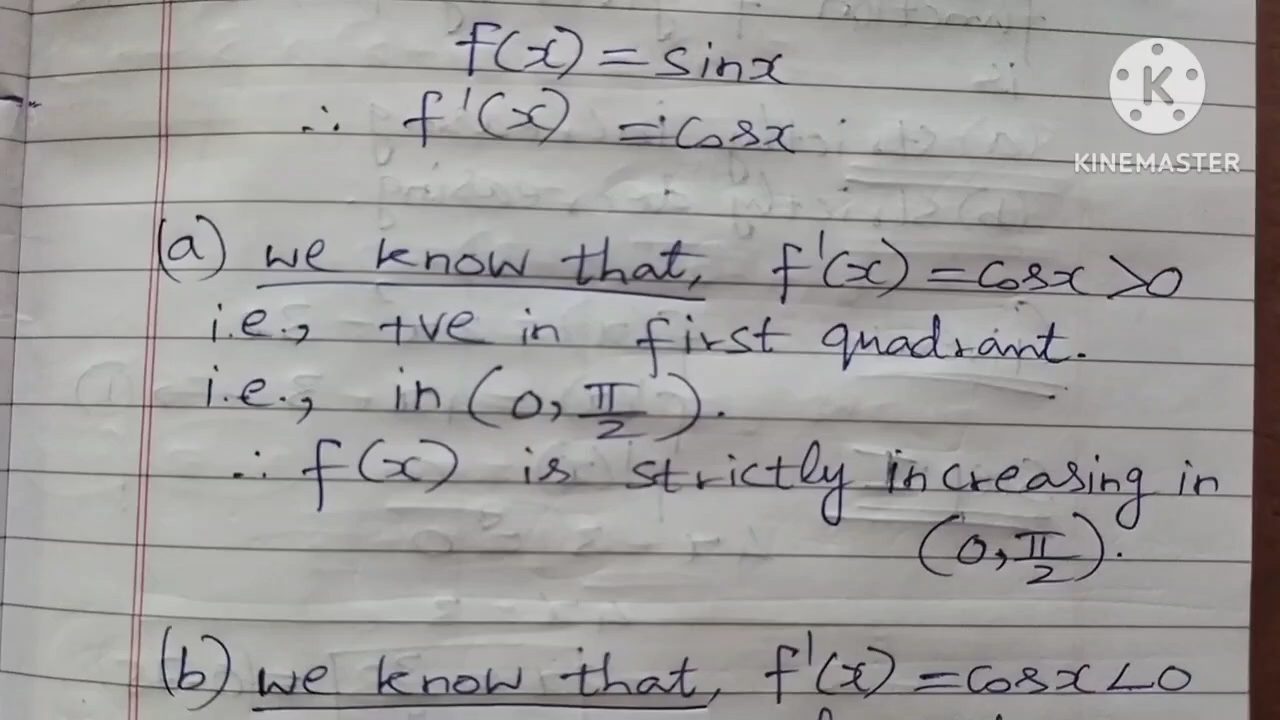 f(x) = sinx
∴ f'(x) = cosx
K
KINEMASTER
(a) we know that, f'(x) = cosx >0
i.e., +ve in first quadrant.
i.e., in (0, π/2).
∴ f(x) is strictly increasing in
(0, π/2).
(b) we know that, f'(x) = cosx <0